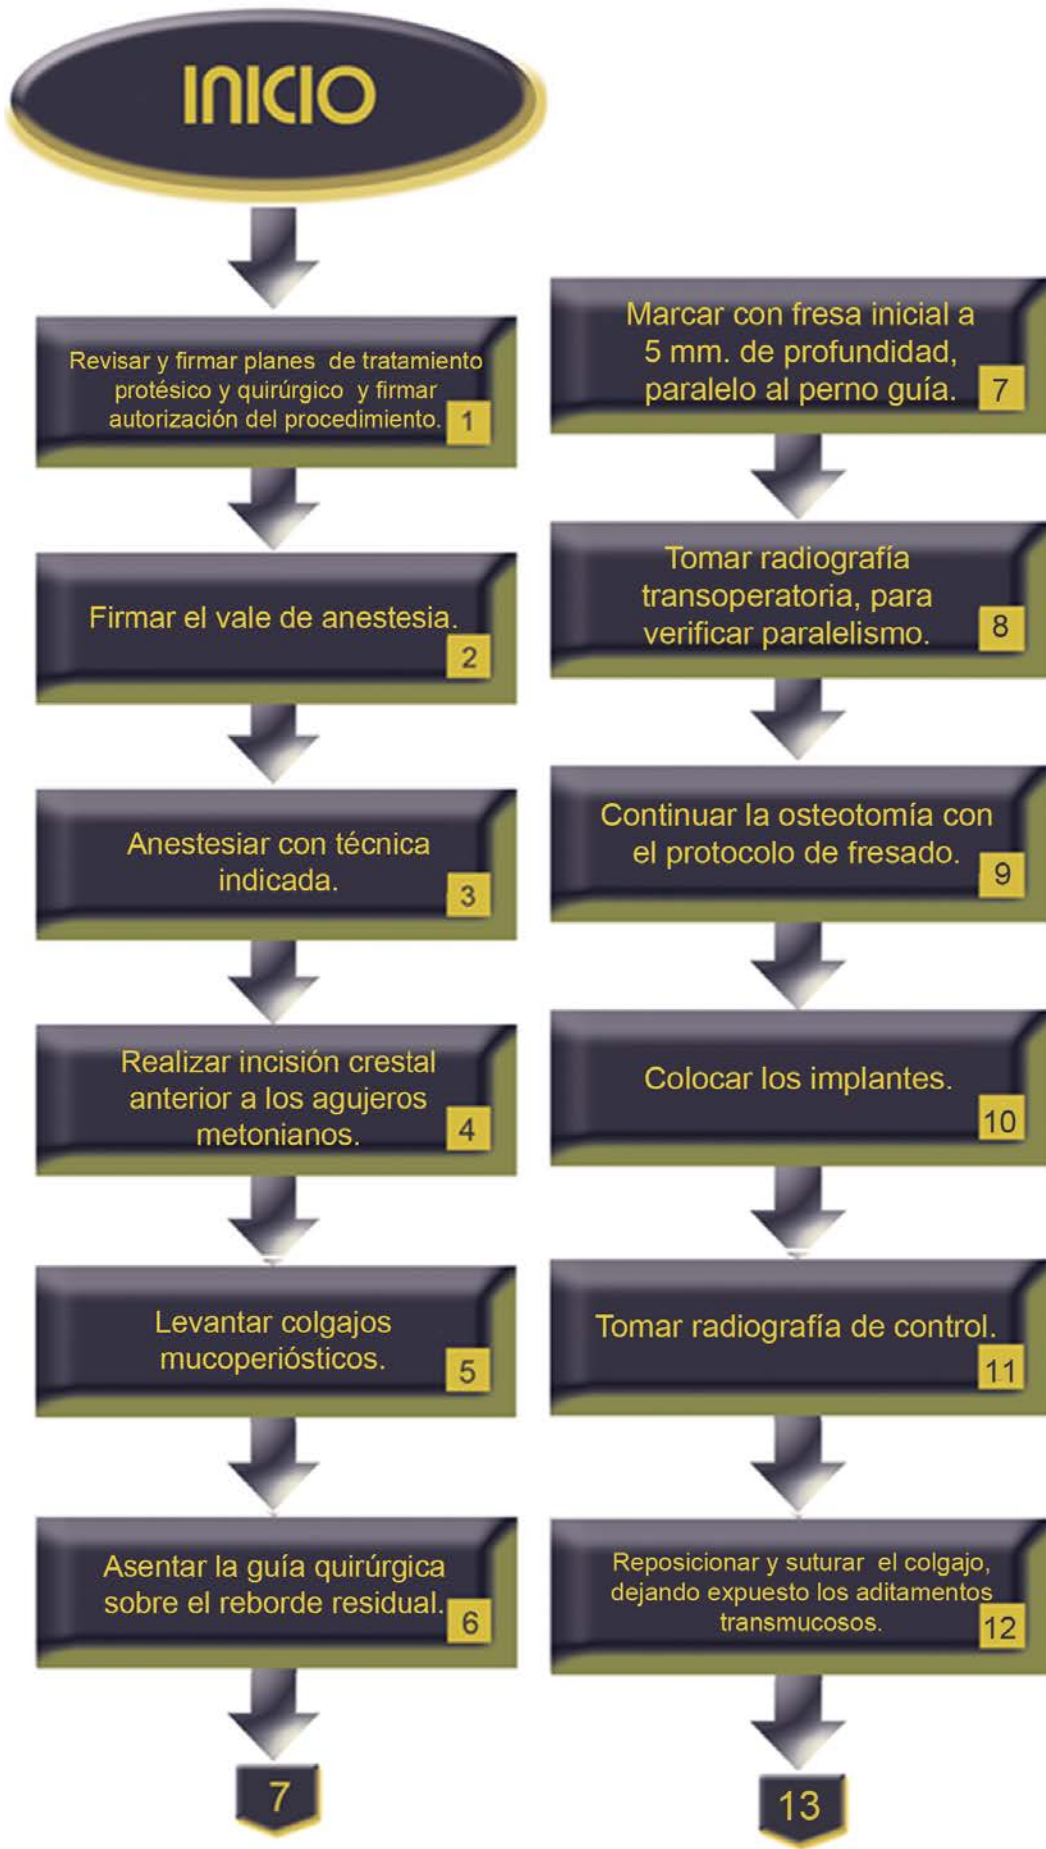 INICIO
Revisar y firmar planes de tratamiento
protésico y quirúrgico y firmar
autorización del procedimiento.
1
Firmar el vale de anestesia.
2
Anestesiar con técnica
indicada.
3
Realizar incisión crestal
anterior a los agujeros
metonianos.
4
Levantar colgajos
mucoperiósticos.
5
Asentar la guía quirúrgica
sobre el reborde residual.
6
7
Marcar con fresa inicial a
5 mm. de profundidad,
paralelo al perno guía.
7
Tomar radiografía
transoperatoria, para
verificar paralelismo.
8
Continuar la osteotomía con
el protocolo de fresado.
9
Colocar los implantes.
10
Tomar radiografía de control.
11
Reposicionar y suturar el colgajo,
dejando expuesto los aditamentos
transmucosos.
12
13